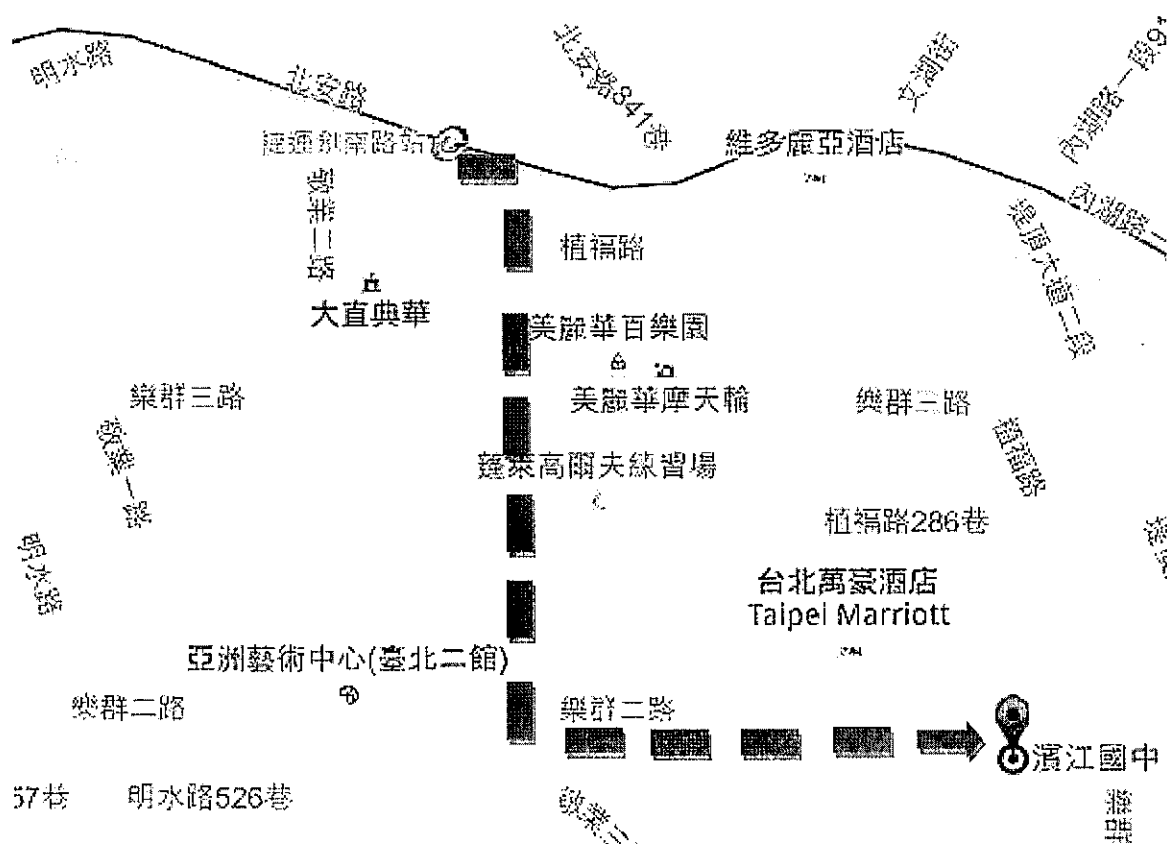 明水路
北安路
北安路841巷
文湖街
內湖路一段91
捷運劍南路站
維多麗亞酒店
敬業二路
內湖路一
植福路
堤頂大道二段
大直典華
美麗華百樂園
美麗華摩天輪
樂群三路
樂群三路
敬業一路
蓬萊高爾夫練習場
植福路
植福路286巷
明水路
台北萬豪酒店
Taipei Marriott
亞洲藝術中心(臺北二館)
樂群二路
樂群二路
濱江國中
57巷
明水路526巷
敬業三